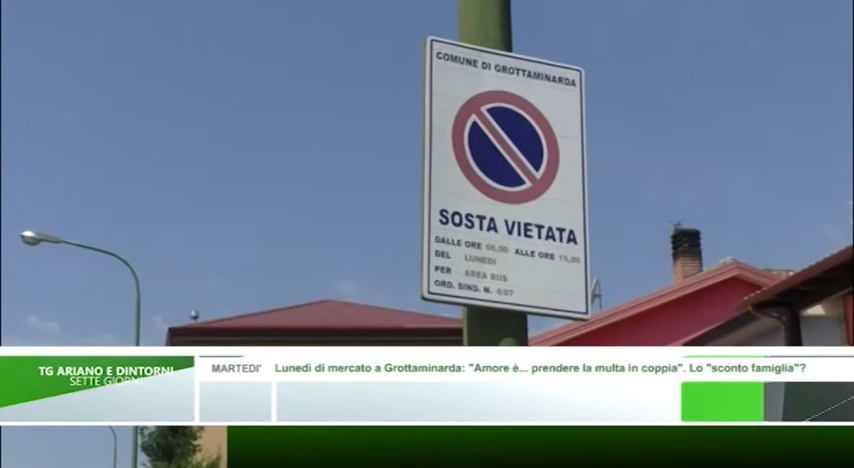 COMUNE DI GROTTAMINARDA
SOSTA VIETATA
DALLE ORE 06,00 ALLE ORE 15,00
DEL LUNEDI
PER AREA BUS
ORD. SIND. N. 6/07
TG ARIANO E DINTORNI
SETTE GIORNI
MARTEDI' Lunedì di mercato a Grottaminarda: "Amore è... prendere la multa in coppia". Lo "sconto famiglia"?